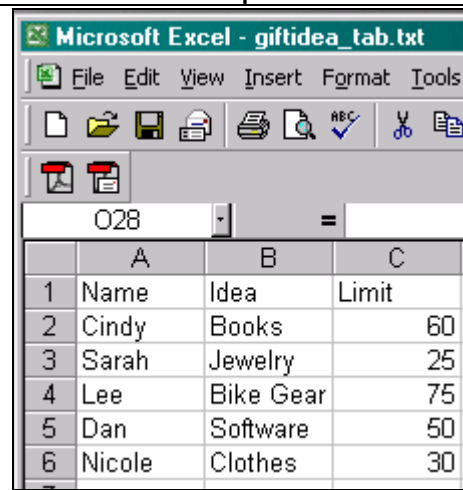 Microsoft Excel - giftidea_tab.txt
File Edit View Insert Format Tools
ABC
O28 =
A B C
1 Name Idea Limit
2 Cindy Books 60
3 Sarah Jewelry 25
4 Lee Bike Gear 75
5 Dan Software 50
6 Nicole Clothes 30